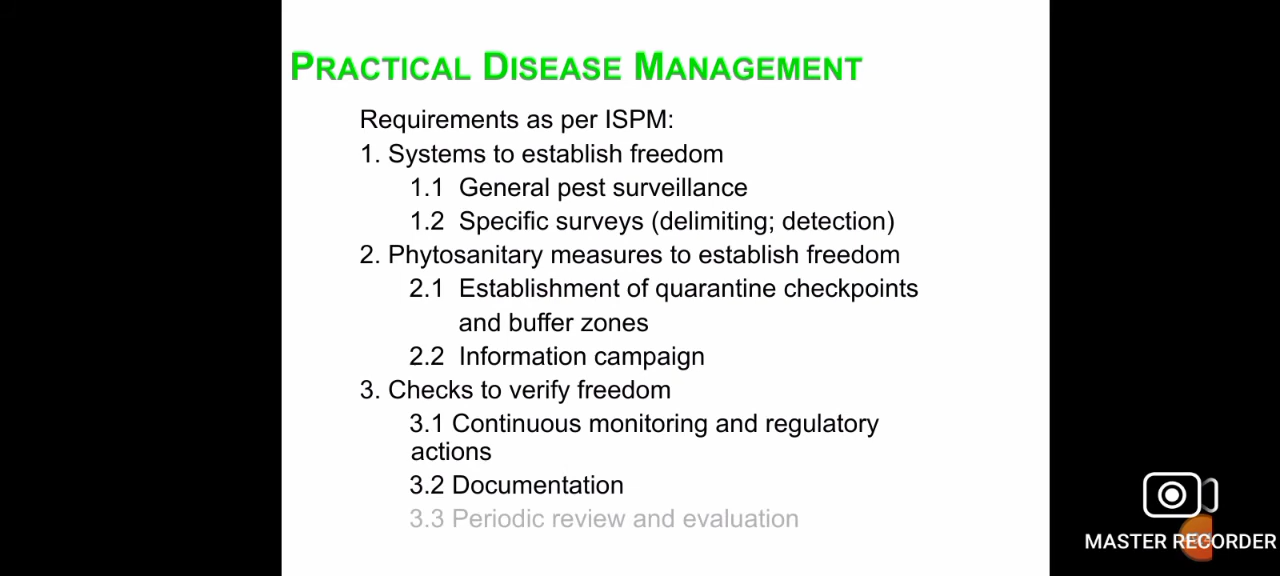 PRACTICAL DISEASE MANAGEMENT
Requirements as per ISPM:
1. Systems to establish freedom
1.1 General pest surveillance
1.2 Specific surveys (delimiting; detection)
2. Phytosanitary measures to establish freedom
2.1 Establishment of quarantine checkpoints
and buffer zones
2.2 Information campaign
3. Checks to verify freedom
3.1 Continuous monitoring and regulatory
actions
3.2 Documentation
3.3 Periodic review and evaluation
MASTER RECORDER